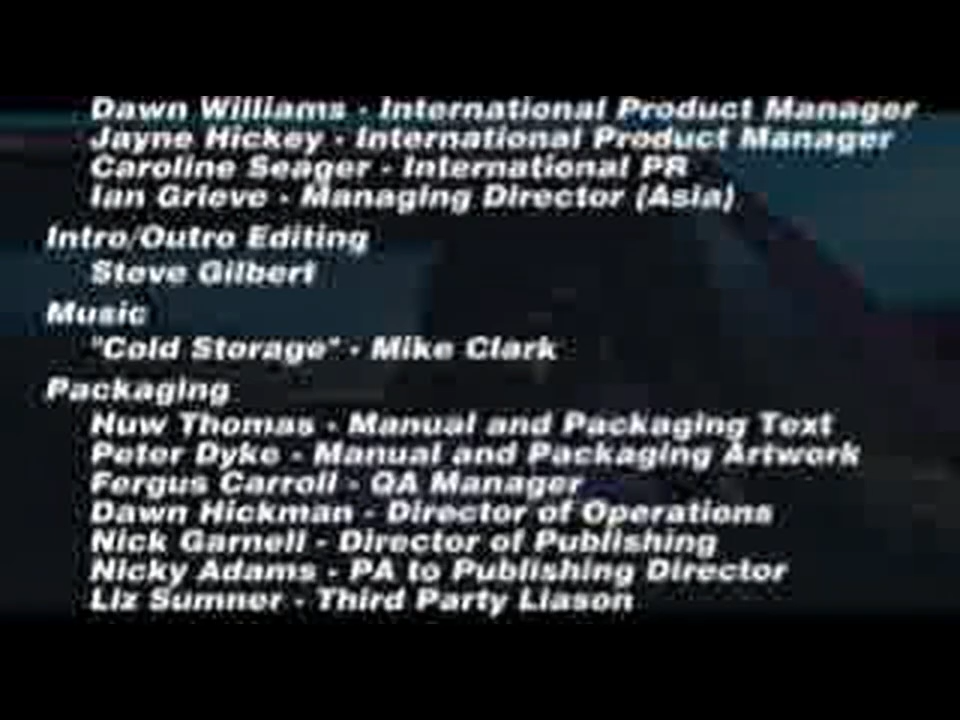 Dawn Williams - International Product Manager
Jayne Hickey - International Product Manager
Caroline Seager - International PR
Ian Grieve - Managing Director (Asia)
Intro/Outro Editing
Steve Gilbert
Music
"Cold Storage" - Mike Clark
Packaging
Nuw Thomas - Manual and Packaging Text
Peter Dyke - Manual and Packaging Artwork
Fergus Carroll - QA Manager
Dawn Hickman - Director of Operations
Nick Garnell - Director of Publishing
Nicky Adams - PA to Publishing Director
Liz Sumner - Third Party Liason